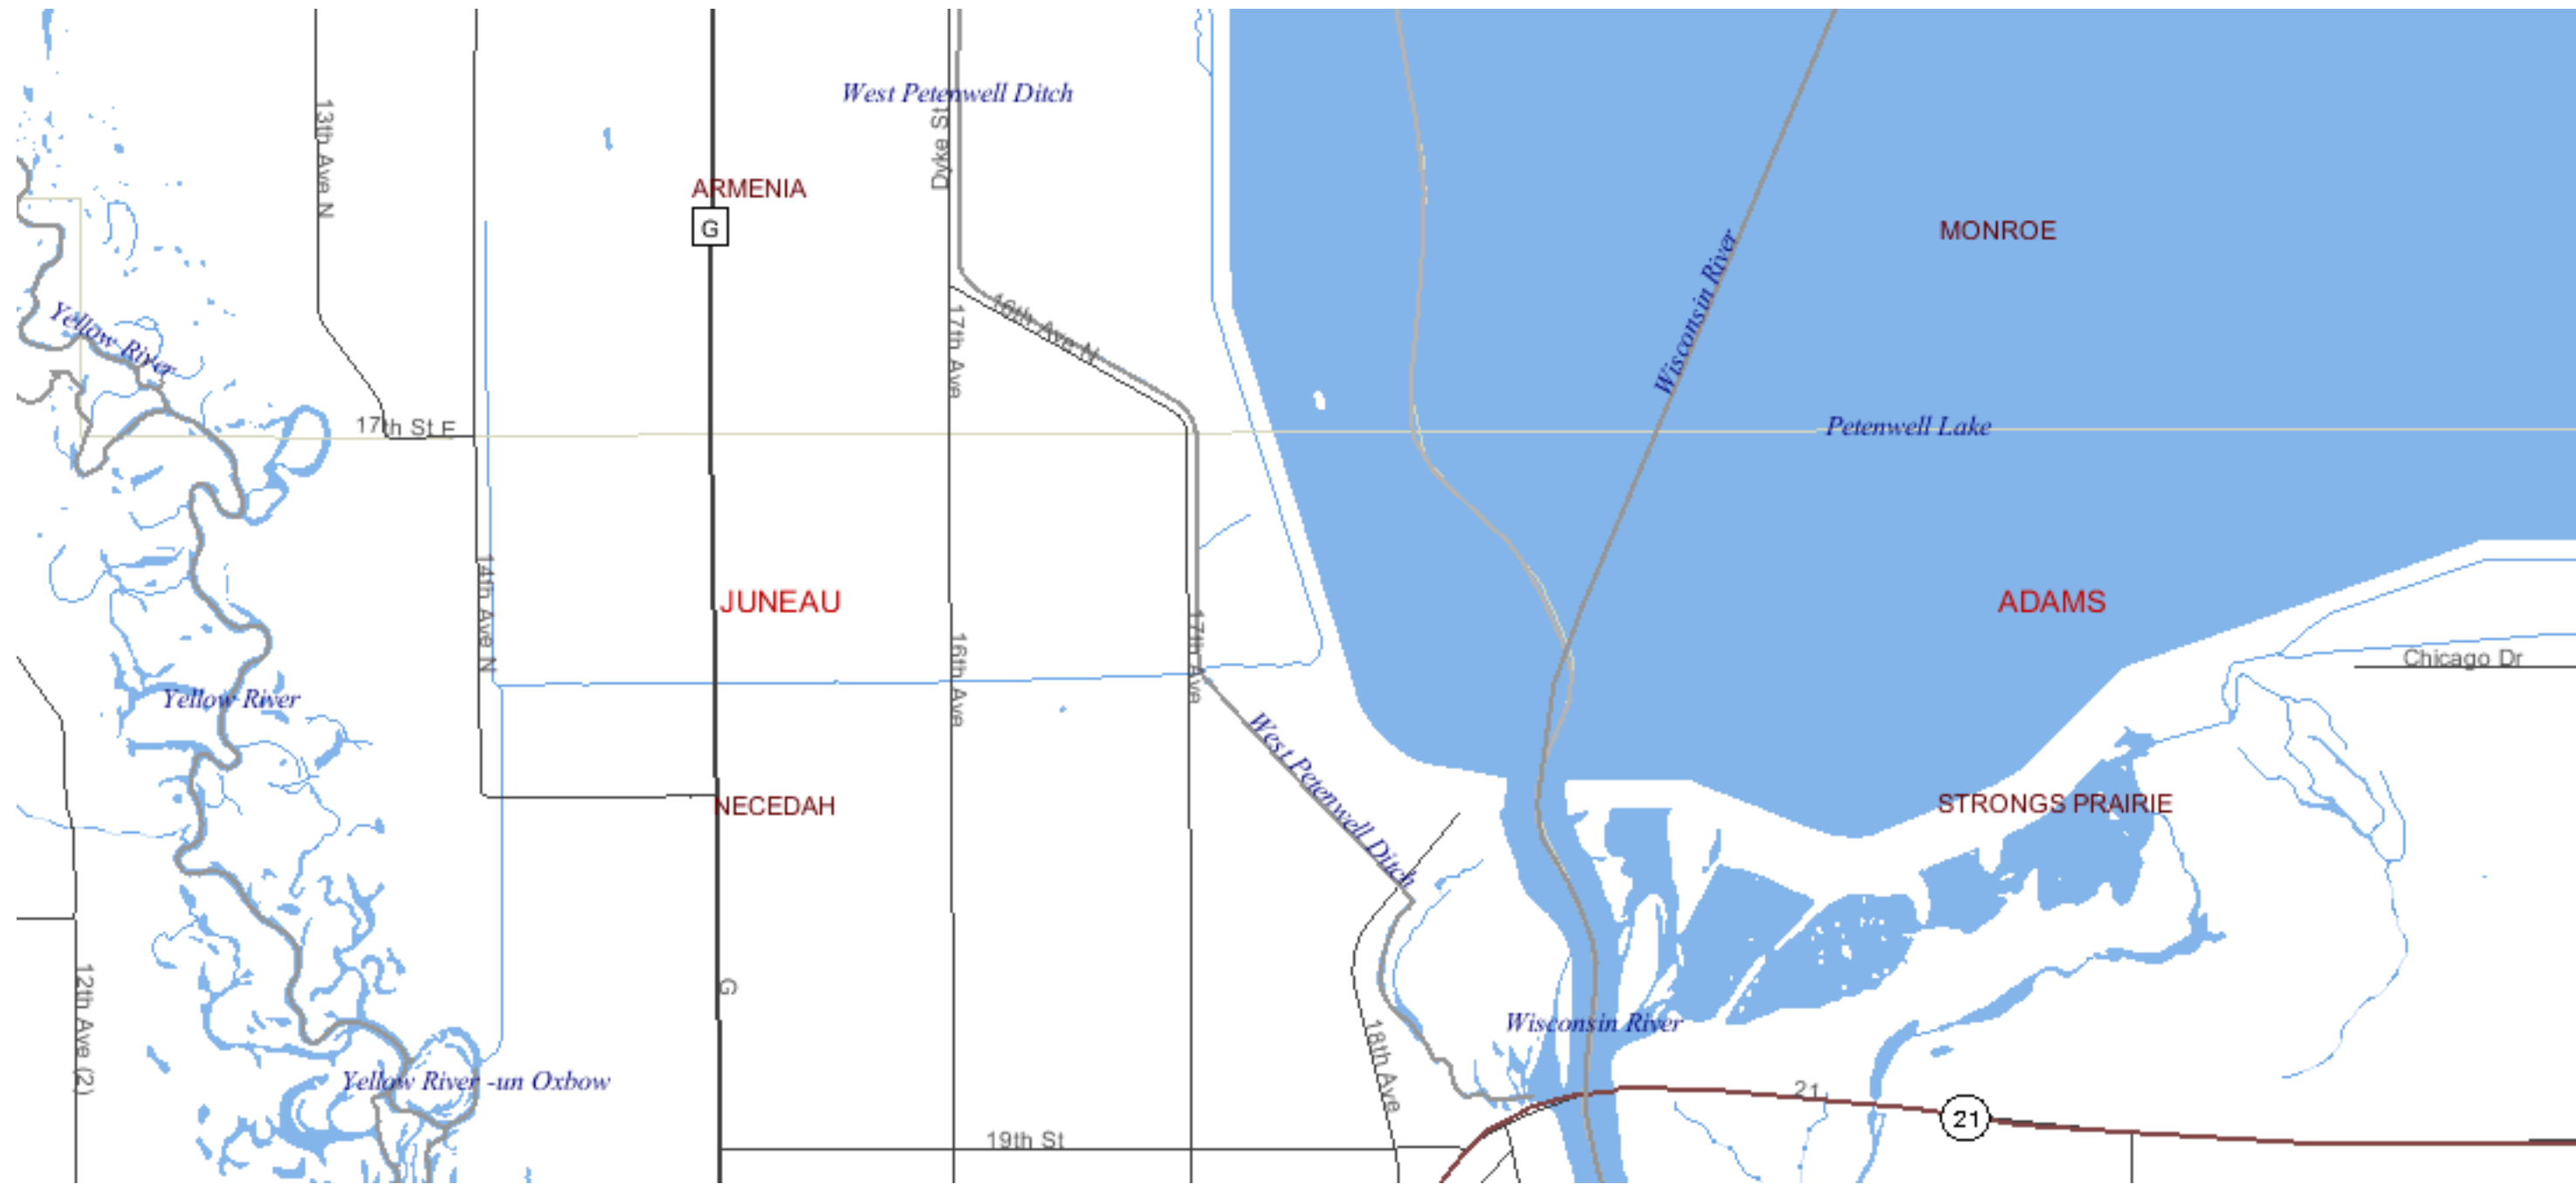 West Petenwell Ditch
13th Ave N
Dyke St
ARMENIA
G
MONROE
Wisconsin River
Yellow River
16th Ave N
17th Ave
17th St E
Petenwell Lake
14th Ave N
JUNEAU
ADAMS
16th Ave
17th Ave
Chicago Dr
Yellow River
West Petenwell Ditch
NECEDAH
STRONGS PRAIRIE
G
12th Ave (2)
Wisconsin River
18th Ave
Yellow River -un Oxbow
21
21
19th St